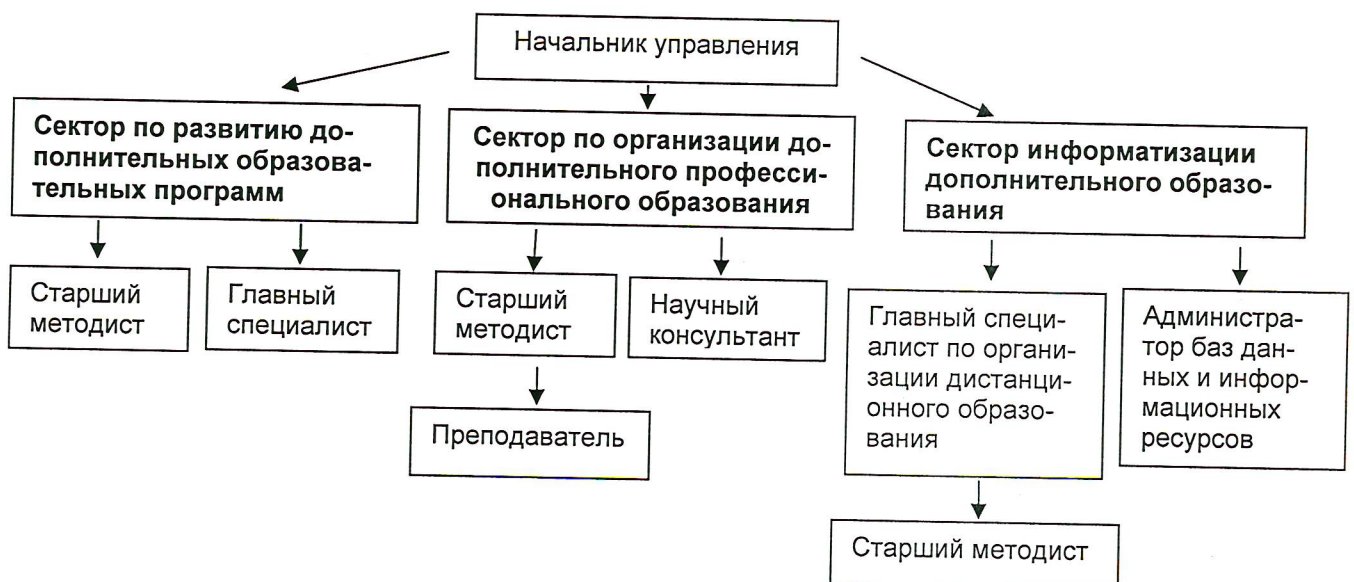 Начальник управления
Сектор по развитию до-
полнительных образова-
тельных программ
Сектор по организации до-
полнительного професси-
онального образования
Сектор информатизации
дополнительного образо-
вания
Старший
методист
Главный
специалист
Старший
методист
Научный
консультант
Главный специ-
алист по органи-
зации дистанци-
онного образо-
вания
Администра-
тор баз дан-
ных и инфор-
мационных
ресурсов
Преподаватель
Старший методист